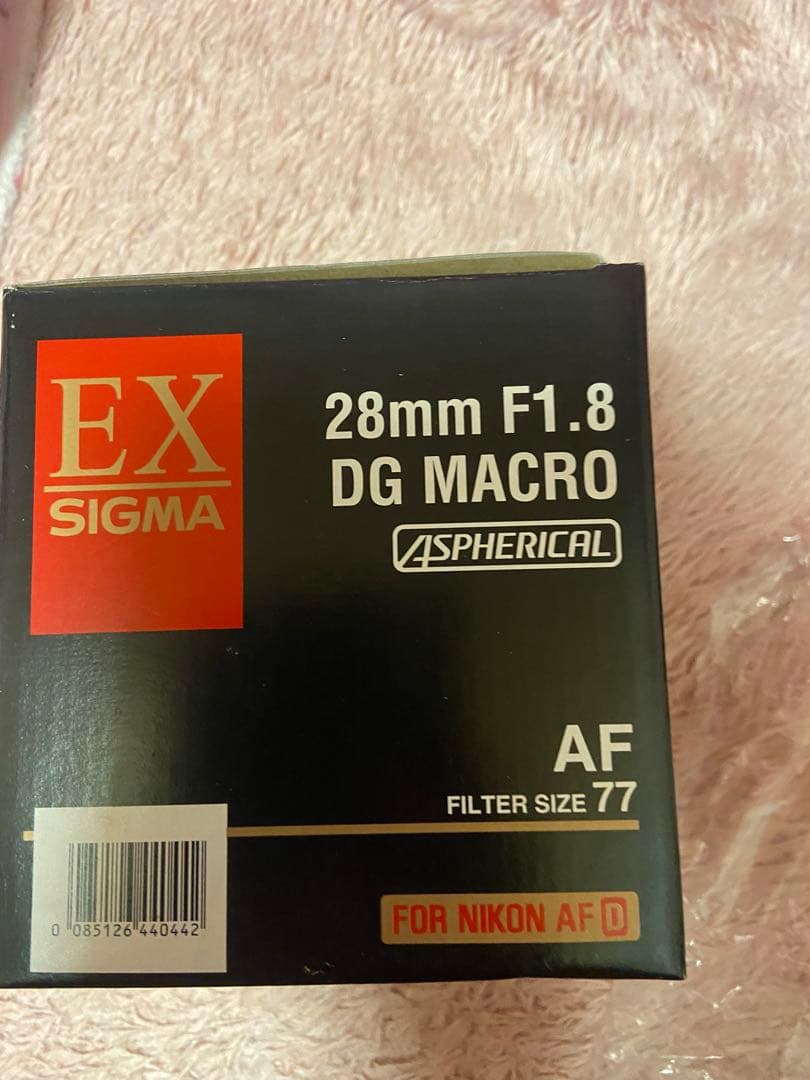 EX
SIGMA
28mm F1.8
DG MACRO
ASPHERICAL
AF
FILTER SIZE 77
0 085126 440442
FOR NIKON AF D